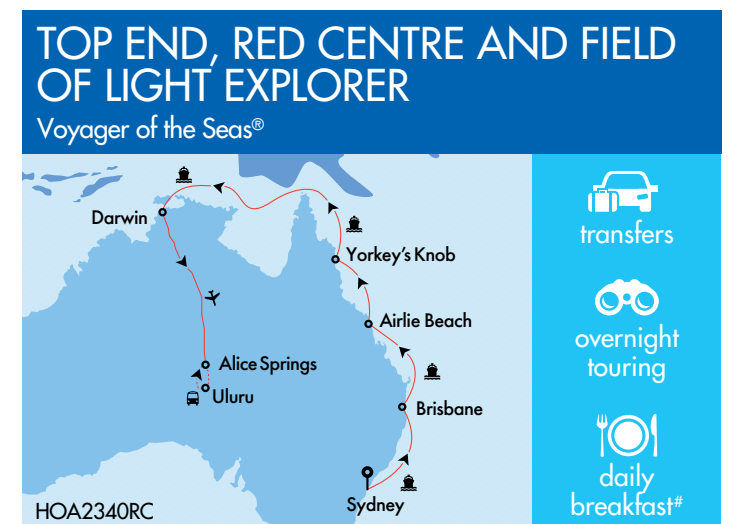 TOP END, RED CENTRE AND FIELD
OF LIGHT EXPLORER
Voyager of the Seas®
Darwin
Yorkey's Knob
Airlie Beach
Alice Springs
Uluru
Brisbane
Sydney
HOA2340RC
transfers
overnight
touring
daily
breakfast#